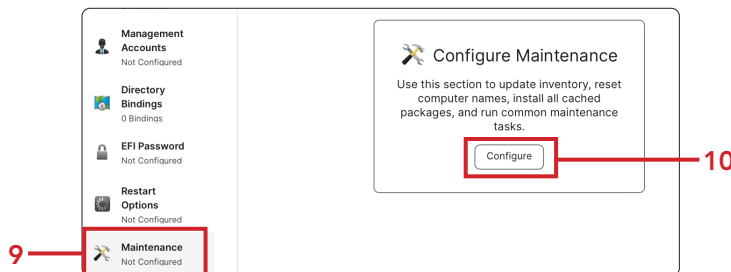 Management
Accounts
Not Configured
Directory
Bindings
0 Bindings
EFI Password
Not Configured
Restart
Options
Not Configured
9
Maintenance
Not Configured
Configure Maintenance
Use this section to update inventory, reset
computer names, install all cached
packages, and run common maintenance
tasks.
Configure
10